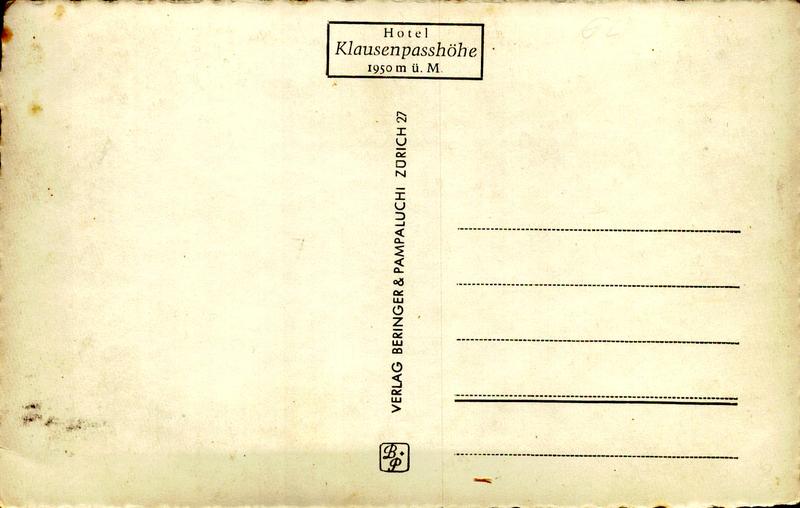 Hotel
Klausenpasshöhe
1950 m ü. M.
VERLAG BERINGER & PAMPALUCHI ZÜRICH 27
B+P